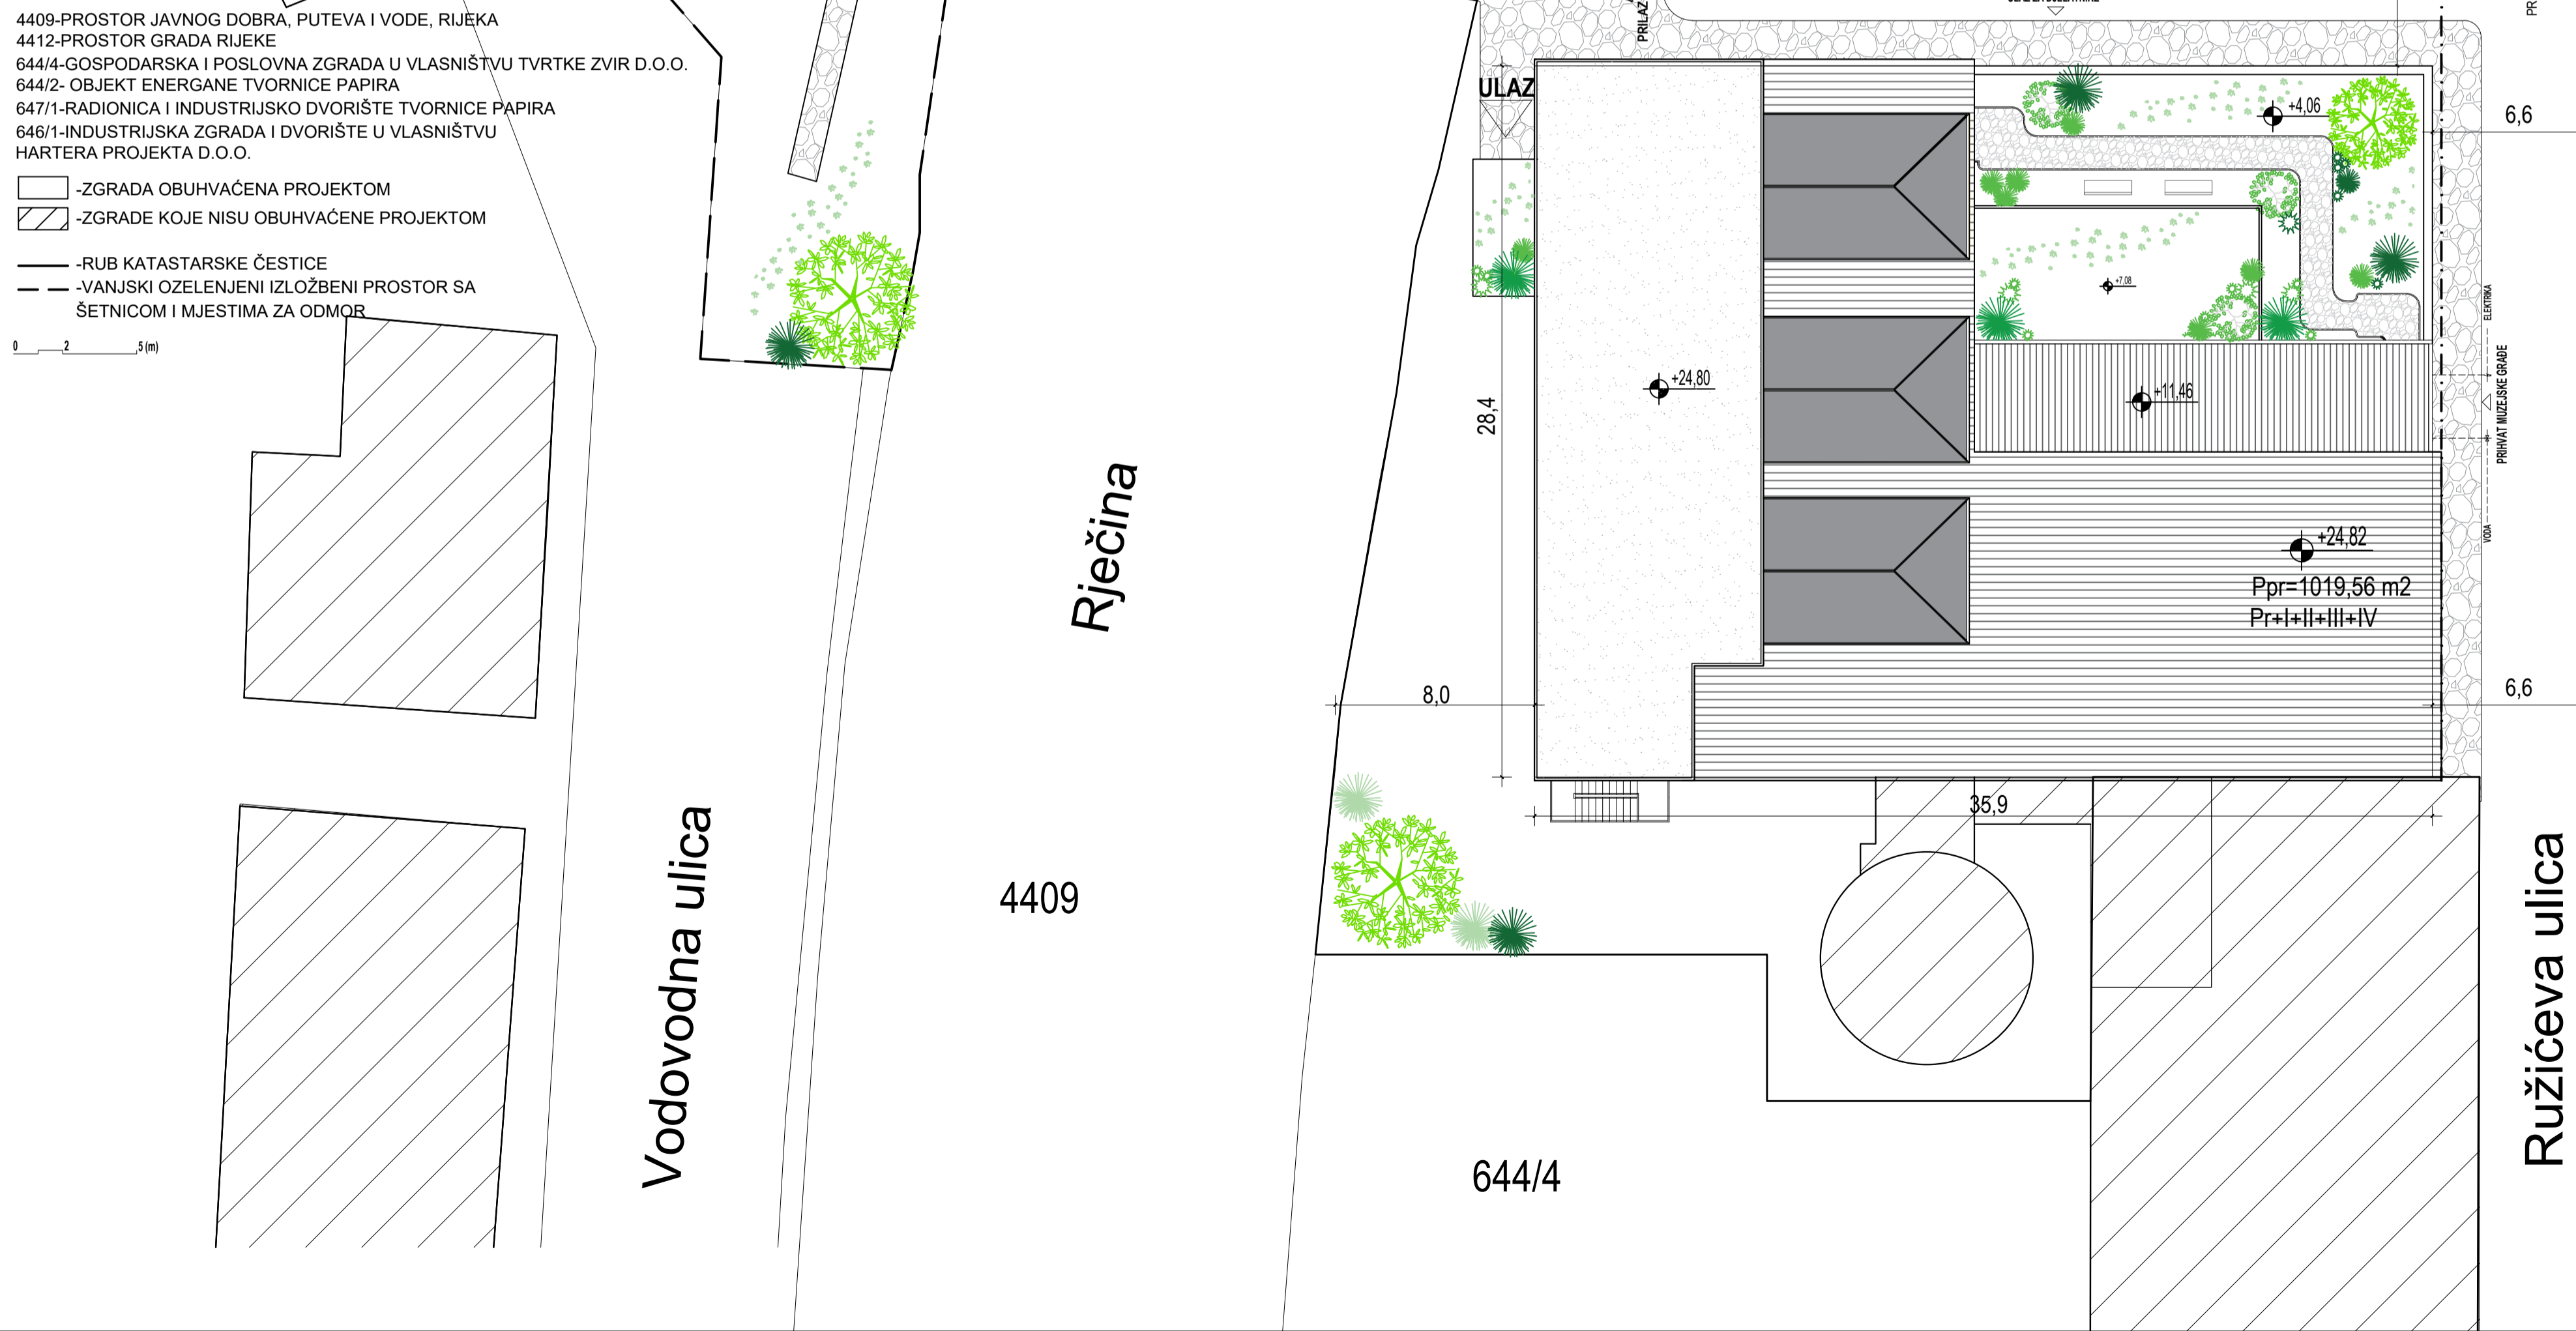 4409-PROSTOR JAVNOG DOBRA, PUTEVA I VODE, RIJEKA
4412-PROSTOR GRADA RIJEKE
644/4-GOSPODARSKA I POSLOVNA ZGRADA U VLASNIŠTVU TVRTKE ZVIR D.O.O.
644/2- OBJEKT ENERGANE TVORNICE PAPIRA
647/1-RADIONICA I INDUSTRIJSKO DVORIŠTE TVORNICE PAPIRA
646/1-INDUSTRIJSKA ZGRADA I DVORIŠTE U VLASNIŠTVU
HARTERA PROJEKTA D.O.O.
-ZGRADA OBUHVAĆENA PROJEKTOM
-ZGRADE KOJE NISU OBUHVAĆENE PROJEKTOM
-RUB KATASTARSKE ČESTICE
-VANJSKI OZELENJENI IZLOŽBENI PROSTOR SA
ŠETNICOM I MJESTIMA ZA ODMOR
0 2 5 (m)
PRILAZ
PR
ULAZ
+4,06
6,6
+7,08
ELEKTRIKA
PRIHVAT MUZEJSKE GRAĐE
VODA
+24,80
+11,46
28,4
Rječina
+24,82
Ppr=1019,56 m2
Pr+I+II+III+IV
8,0
6,6
35,9
Vodovodna ulica
4409
644/4
Ružićeva ulica